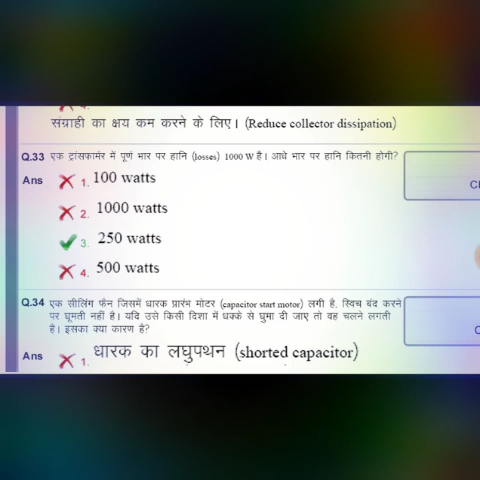 संग्राही का क्षय कम करने के लिए। (Reduce collector dissipation)
Q.33 एक ट्रांसफार्मर में पूर्ण भार पर हानि (losses) 1000 W है। आधे भार पर हानि कितनी होगी?
Ans 1. 100 watts
2. 1000 watts
3. 250 watts
4. 500 watts
Q.34 एक सीलिंग फैन जिसमें धारक प्रारंभ मोटर (capacitor start motor) लगी है, स्विच बंद करने
पर घूमती नहीं है। यदि उसे किसी दिशा में धक्के से घुमा दी जाए तो वह चलने लगती
है। इसका क्या कारण है?
Ans 1. धारक का लघुपथन (shorted capacitor)